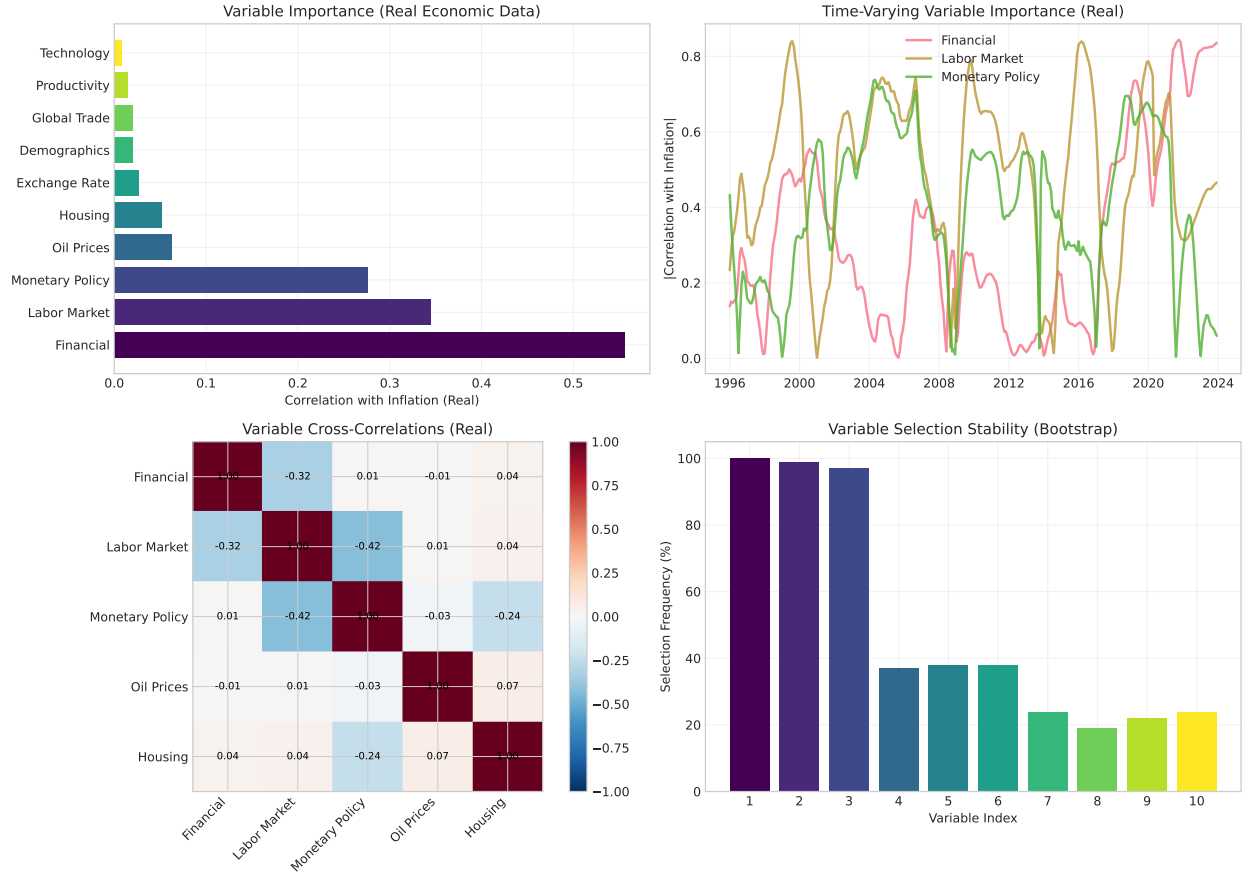 Variable Importance (Real Economic Data)
Technology
Productivity
Global Trade
Demographics
Exchange Rate
Housing
Oil Prices
Monetary Policy
Labor Market
Financial
0.0 0.1 0.2 0.3 0.4 0.5
Correlation with Inflation (Real)
Time-Varying Variable Importance (Real)
Financial
Labor Market
Monetary Policy
|Correlation with Inflation|
0.8
0.6
0.4
0.2
0.0
1996 2000 2004 2008 2012 2016 2020 2024
Variable Cross-Correlations (Real)
Financial 1.00 -0.32 0.01 -0.01 0.04
Labor Market -0.32 1.00 -0.42 0.01 0.04
Monetary Policy 0.01 -0.42 1.00 -0.03 -0.24
Oil Prices -0.01 0.01 -0.03 1.00 0.07
Housing 0.04 0.04 -0.24 0.07 1.00
Financial
Labor Market
Monetary Policy
Oil Prices
Housing
1.00
0.75
0.50
0.25
0.00
−0.25
−0.50
−0.75
−1.00
Variable Selection Stability (Bootstrap)
Selection Frequency (%)
100
80
60
40
20
0
1 2 3 4 5 6 7 8 9 10
Variable Index